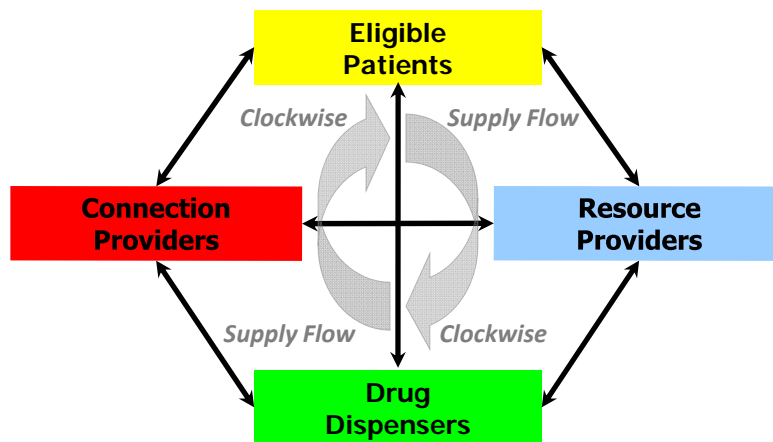 Eligible
Patients
Clockwise
Supply Flow
Connection
Providers
Resource
Providers
Supply Flow
Clockwise
Drug
Dispensers